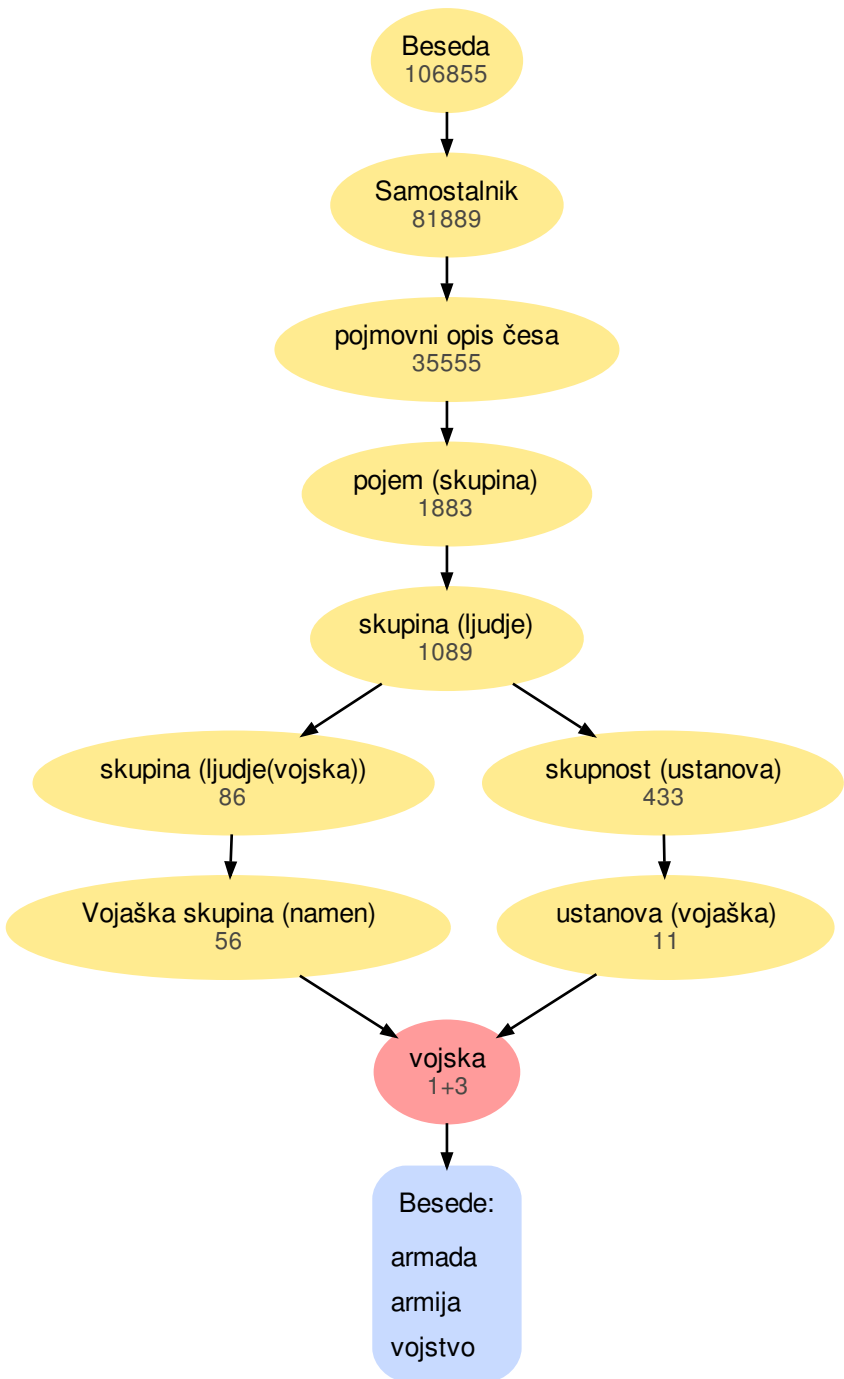 Beseda
106855
Samostalnik
81889
pojmovni opis česa
35555
pojem (skupina)
1883
skupina (ljudje)
1089
skupina (ljudje(vojska))
86
skupnost (ustanova)
433
Vojaška skupina (namen)
56
ustanova (vojaška)
11
vojska
1+3
Besede:
armada
armija
vojstvo